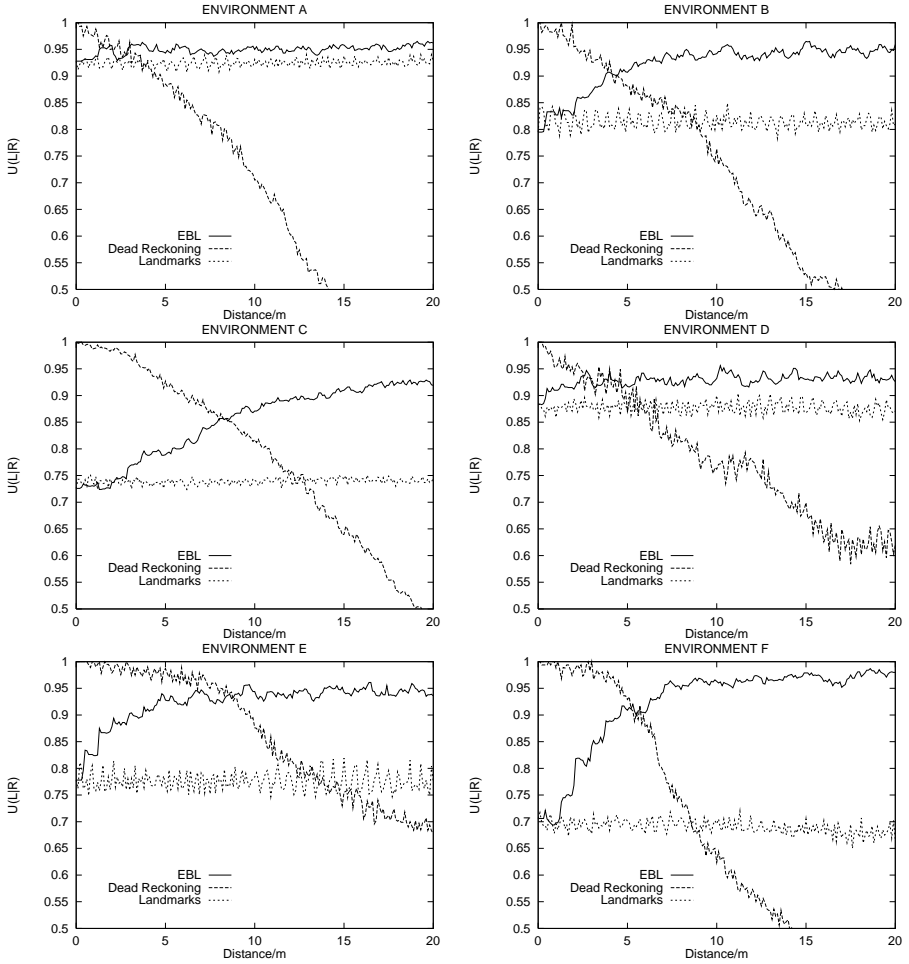 ENVIRONMENT A
1
0.95
0.9
0.85
0.8
0.75
0.7
0.65
0.6
0.55
0.5
U(L|R)
EBL
Dead Reckoning
Landmarks
0 5 10 15 20
Distance/m
ENVIRONMENT B
1
0.95
0.9
0.85
0.8
0.75
0.7
0.65
0.6
0.55
0.5
U(L|R)
EBL
Dead Reckoning
Landmarks
0 5 10 15 20
Distance/m
ENVIRONMENT C
1
0.95
0.9
0.85
0.8
0.75
0.7
0.65
0.6
0.55
0.5
U(L|R)
EBL
Dead Reckoning
Landmarks
0 5 10 15 20
Distance/m
ENVIRONMENT D
1
0.95
0.9
0.85
0.8
0.75
0.7
0.65
0.6
0.55
0.5
U(L|R)
EBL
Dead Reckoning
Landmarks
0 5 10 15 20
Distance/m
ENVIRONMENT E
1
0.95
0.9
0.85
0.8
0.75
0.7
0.65
0.6
0.55
0.5
U(L|R)
EBL
Dead Reckoning
Landmarks
0 5 10 15 20
Distance/m
ENVIRONMENT F
1
0.95
0.9
0.85
0.8
0.75
0.7
0.65
0.6
0.55
0.5
U(L|R)
EBL
Dead Reckoning
Landmarks
0 5 10 15 20
Distance/m